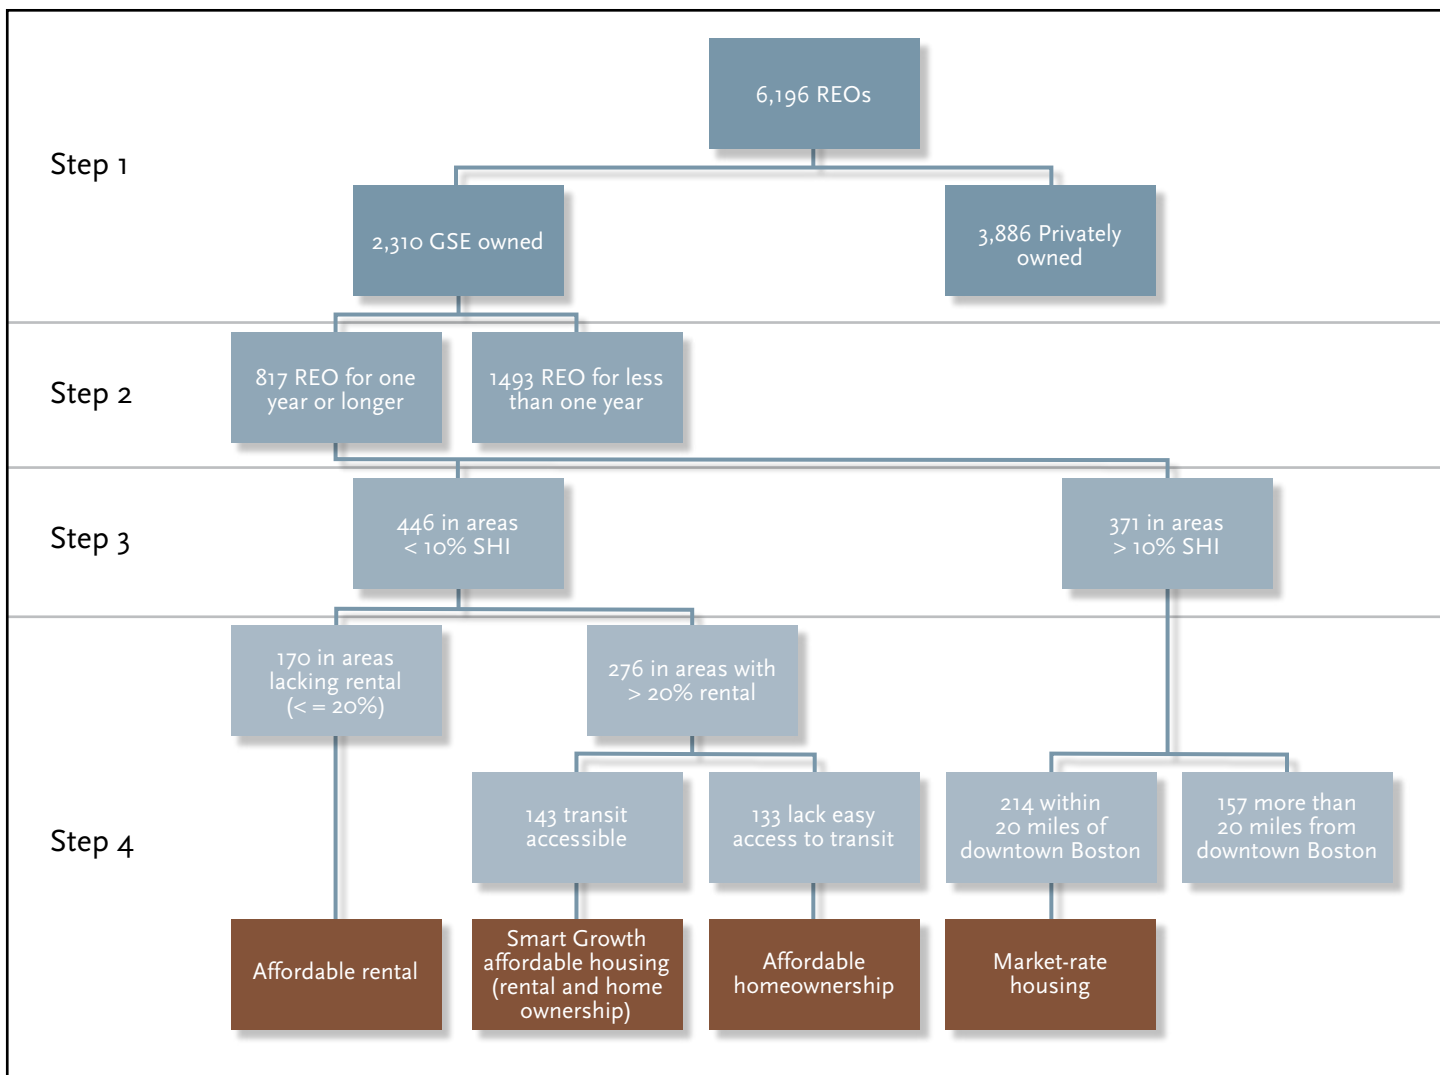 6,196 REOs
Step 1
2,310 GSE owned
3,886 Privately
owned
Step 2
817 REO for one
year or longer
1493 REO for less
than one year
Step 3
446 in areas
< 10% SHI
371 in areas
> 10% SHI
170 in areas
lacking rental
(< = 20%)
276 in areas with
> 20% rental
Step 4
143 transit
accessible
133 lack easy
access to transit
214 within
20 miles of
downtown Boston
157 more than
20 miles from
downtown Boston
Affordable rental
Smart Growth
affordable housing
(rental and home
ownership)
Affordable
homeownership
Market-rate
housing